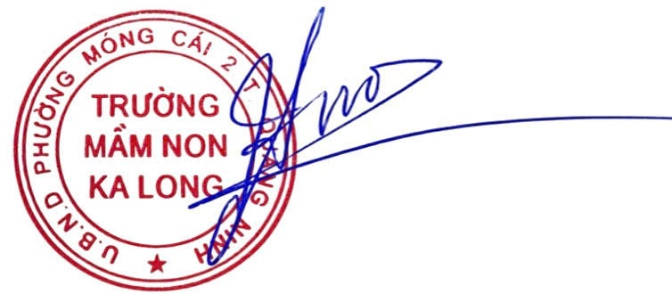 U.B.N.D PHƯỜNG MÓNG CÁI 2 T QUẢNG NINH
TRƯỜNG
MẦM NON
KA LONG